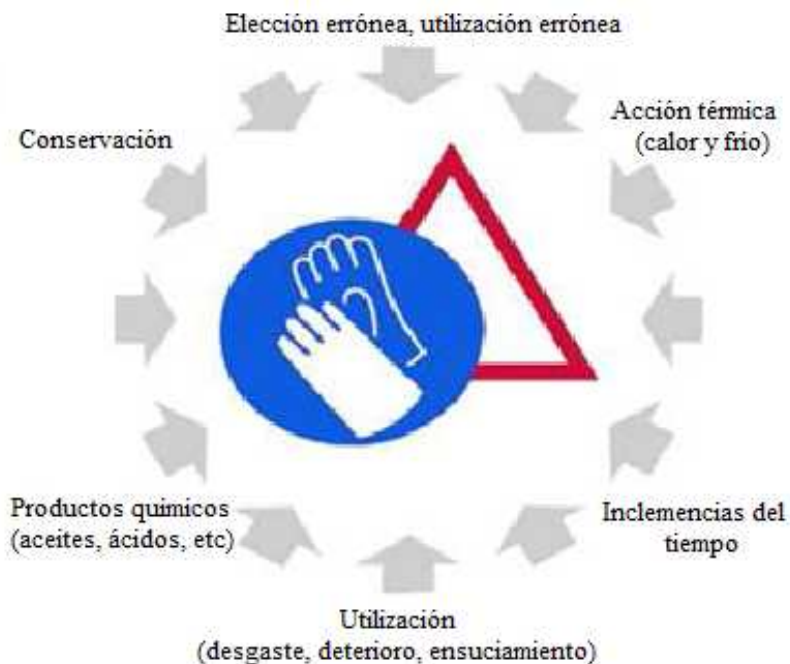 Elección errónea, utilización errónea
Acción térmica
(calor y frío)
Conservación
Productos químicos
(aceites, ácidos, etc)
Inclemencias del
tiempo
Utilización
(desgaste, deterioro, ensuciamiento)